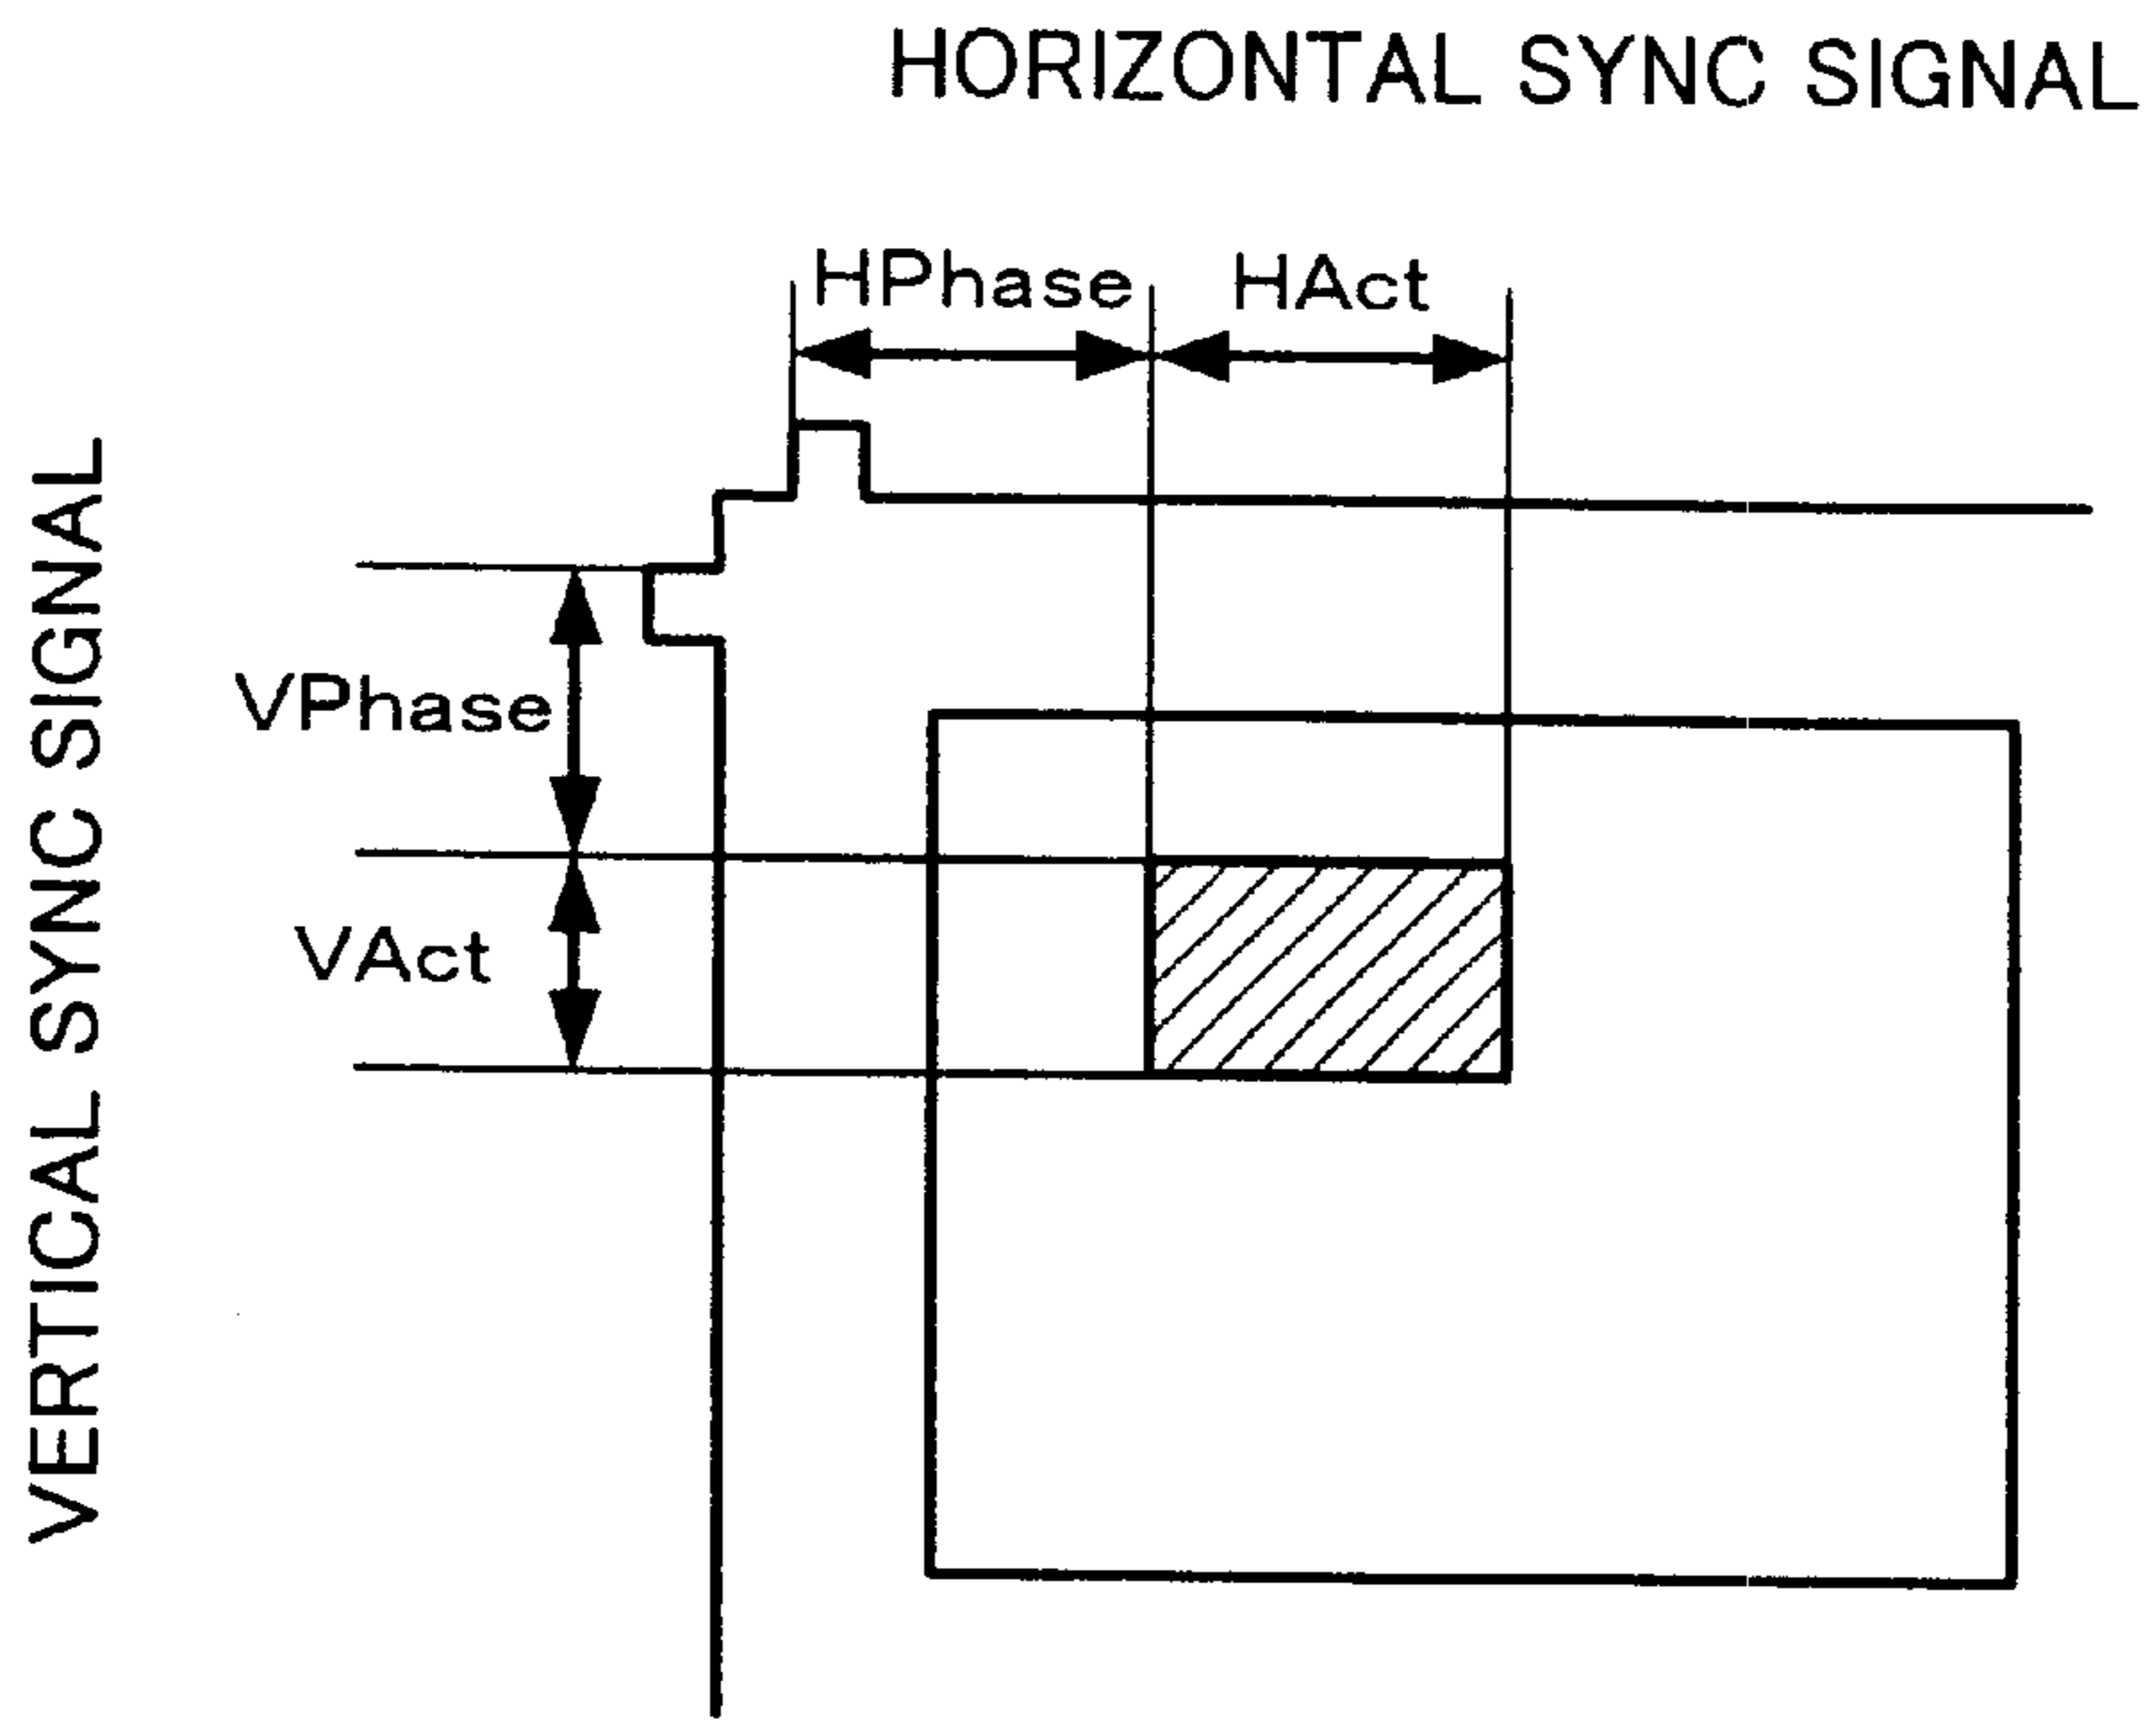 HORIZONTAL SYNC SIGNAL
HPhase
HAct
VERTICAL SYNC SIGNAL
VPhase
VAct